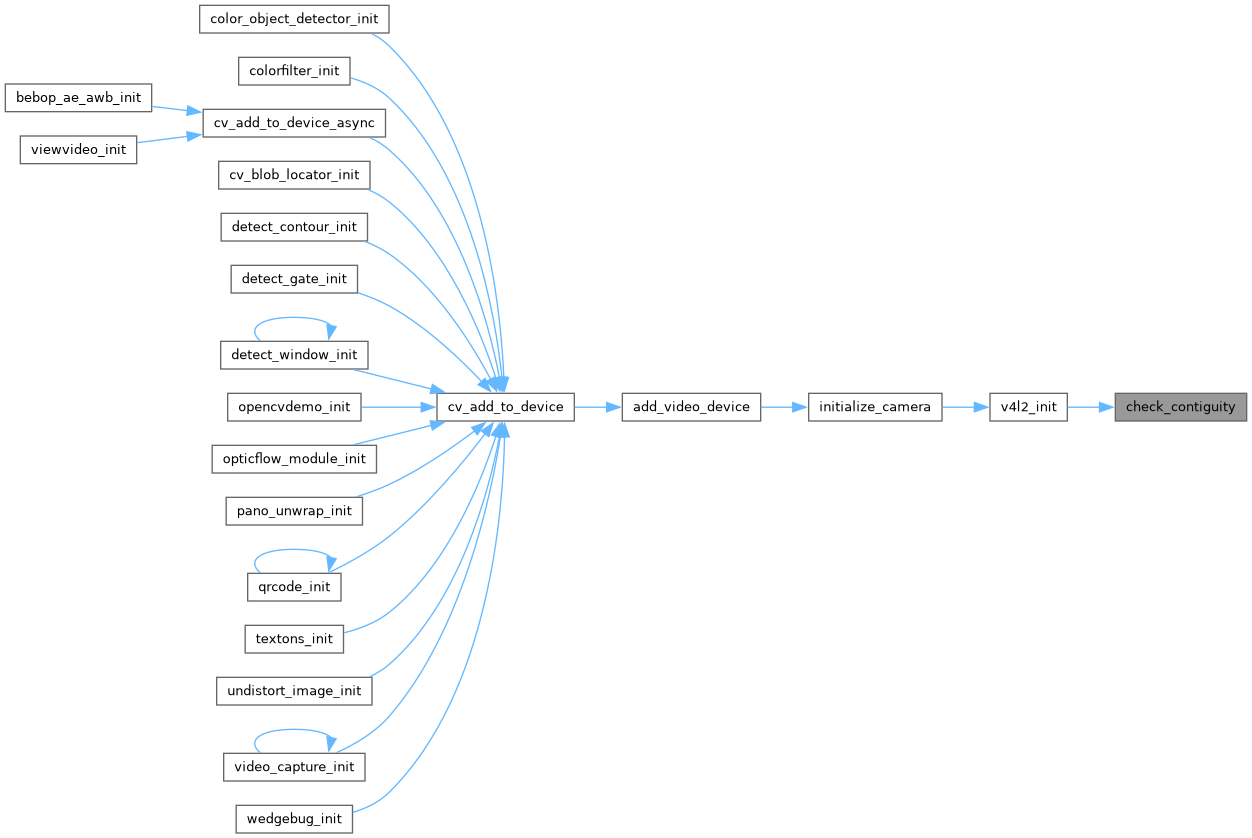 color_object_detector_init
colorfilter_init
bebop_ae_awb_init
cv_add_to_device_async
viewvideo_init
cv_blob_locator_init
detect_contour_init
detect_gate_init
detect_window_init
opencvdemo_init
cv_add_to_device
add_video_device
initialize_camera
v4l2_init
check_contiguity
opticflow_module_init
pano_unwrap_init
qrcode_init
textons_init
undistort_image_init
video_capture_init
wedgebug_init